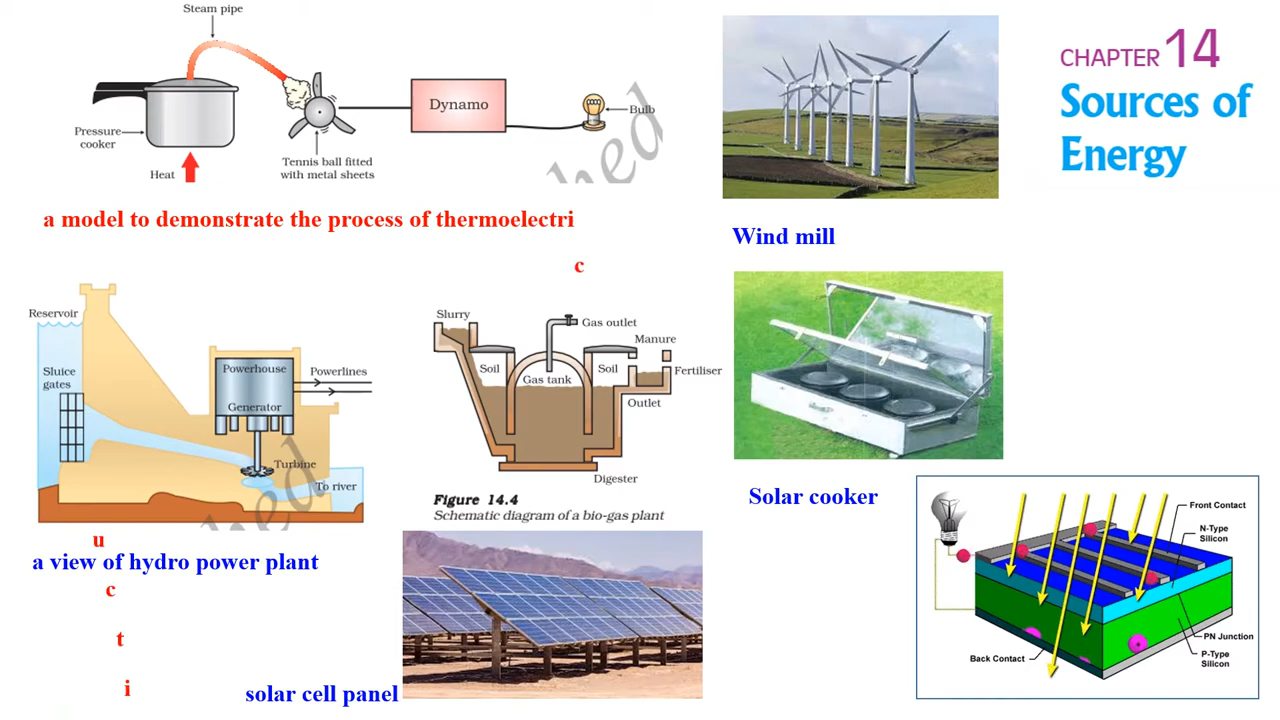 Steam pipe
CHAPTER 14
Sources of
Energy
Dynamo
Bulb
Pressure
cooker
Heat
Tennis ball fitted
with metal sheets
a model to demonstrate the process of thermoelectri
c
Wind mill
Reservoir
Sluice
gates
Powerhouse
Powerlines
Generator
Turbine
To river
u
a view of hydro power plant
c
t
i
Slurry
Gas outlet
Manure
Soil
Gas tank
Soil
Fertiliser
Outlet
Digester
Figure 14.4
Schematic diagram of a bio-gas plant
Solar cooker
solar cell panel
Front Contact
N-Type
Silicon
PN Junction
P-Type
Silicon
Back Contact